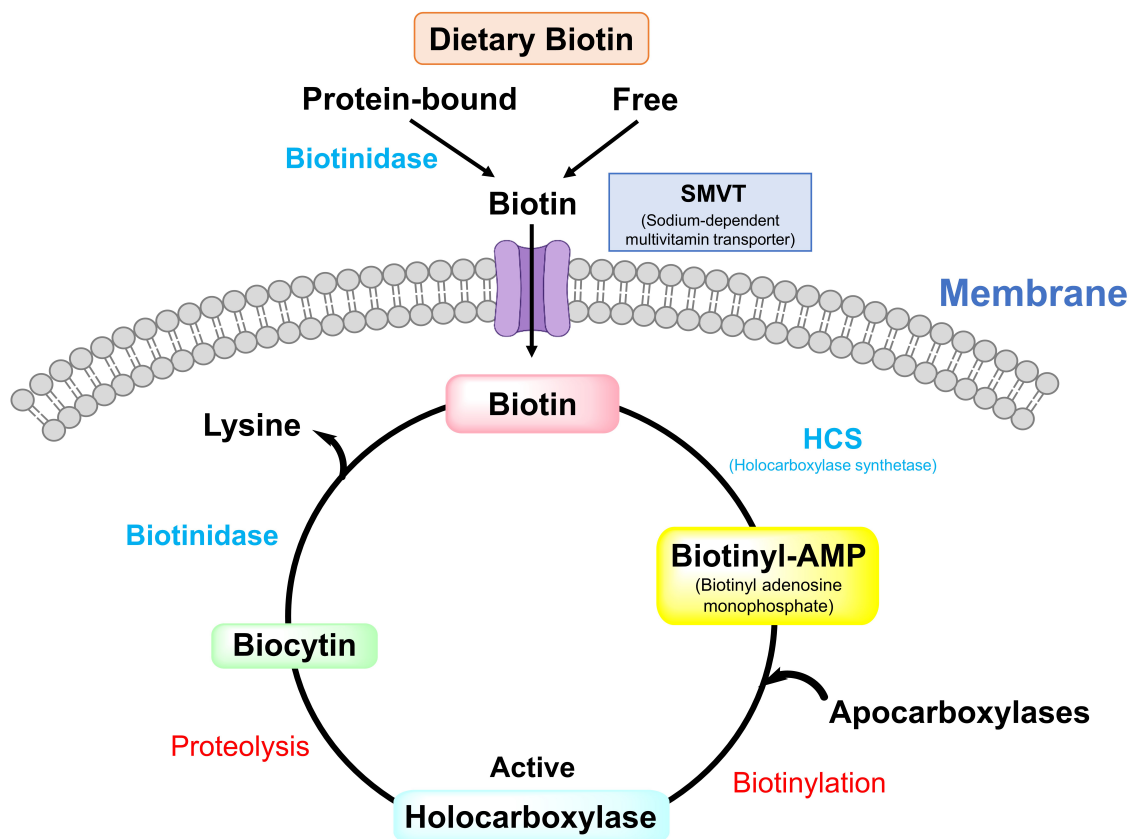 Dietary Biotin
Protein-bound
Free
Biotinidase
Biotin
SMVT
(Sodium-dependent
multivitamin transporter)
Membrane
Biotin
Lysine
HCS
(Holocarboxylase synthetase)
Biotinidase
Biotinyl-AMP
(Biotinyl adenosine
monophosphate)
Biocytin
Apocarboxylases
Proteolysis
Active
Biotinylation
Holocarboxylase